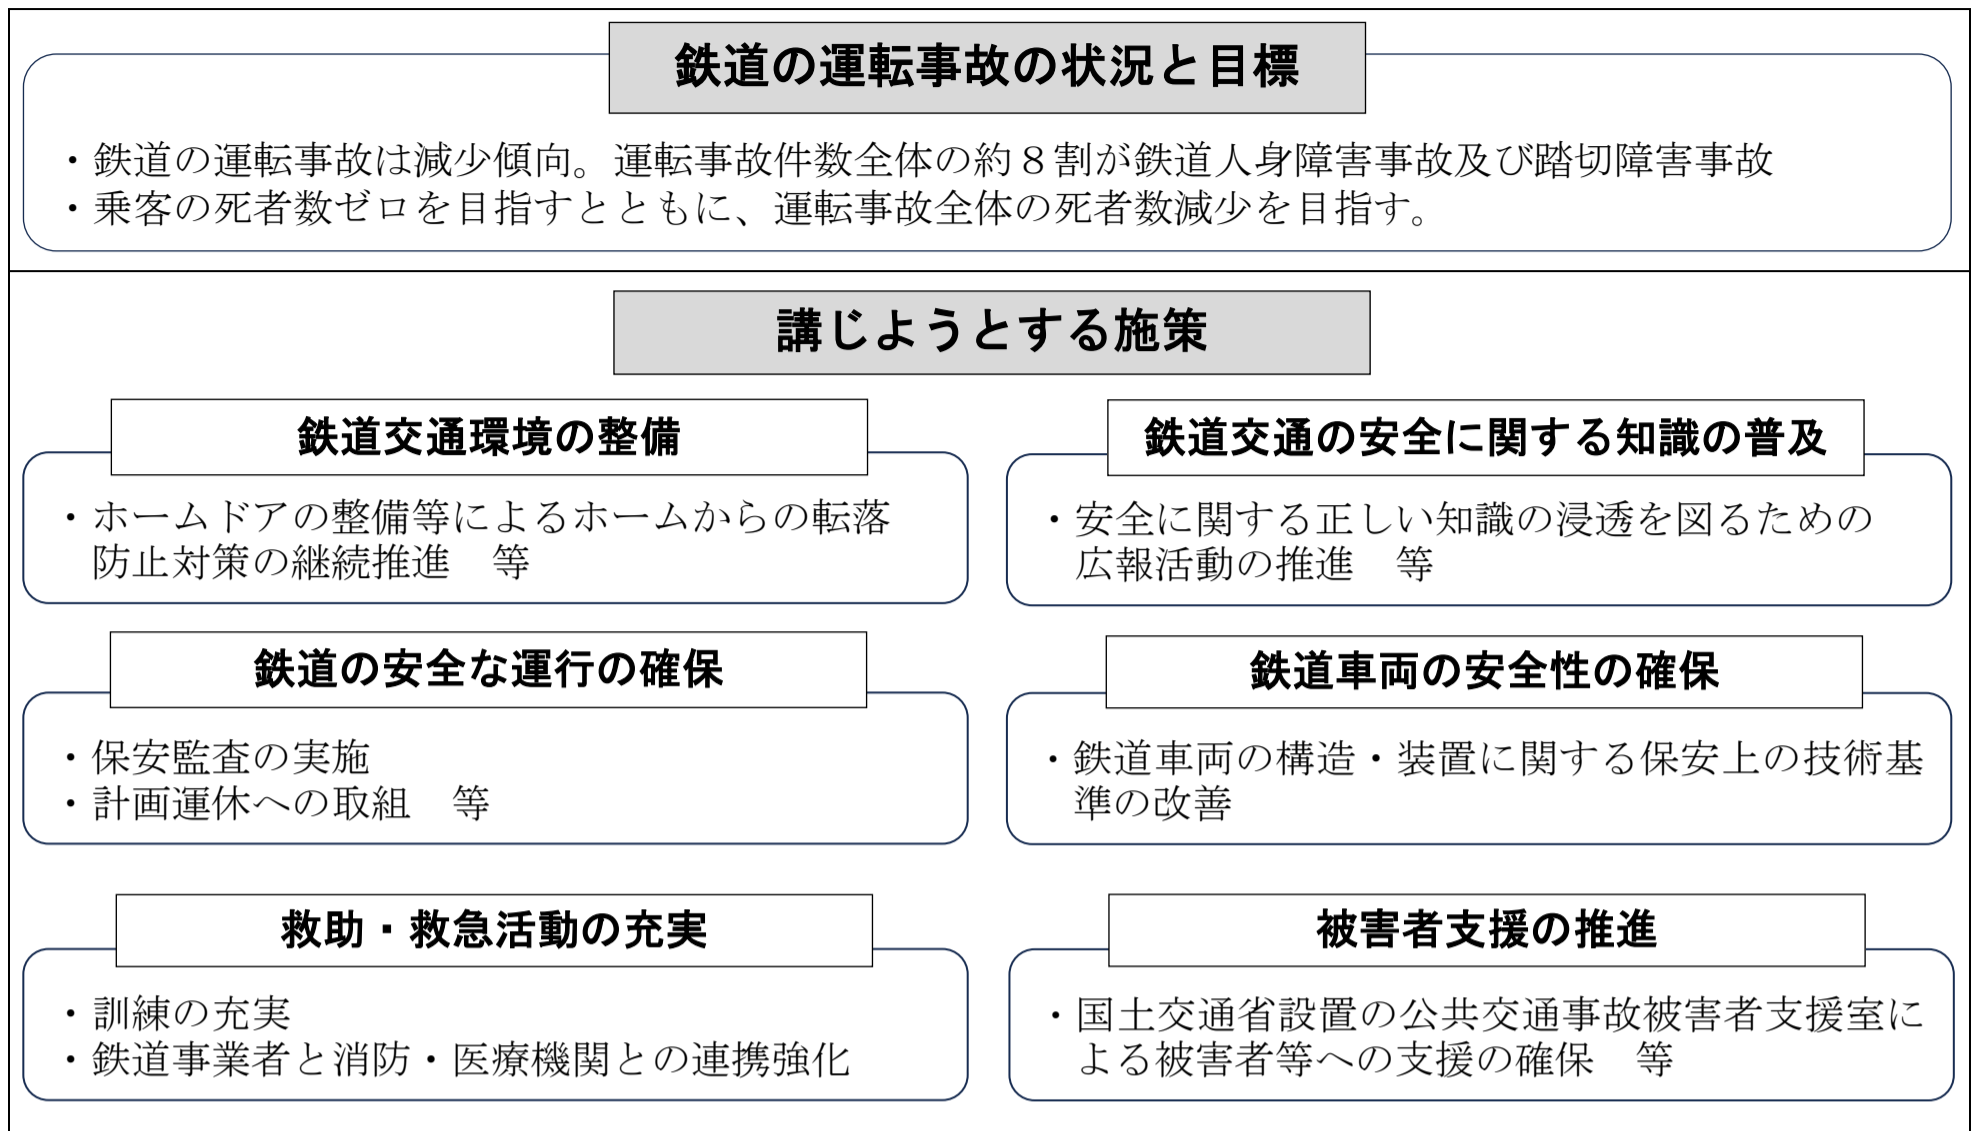 鉄道の運転事故の状況と目標
・鉄道の運転事故は減少傾向。運転事故件数全体の約８割が鉄道人身障害事故及び踏切障害事故
・乗客の死者数ゼロを目指すとともに、運転事故全体の死者数減少を目指す。
講じようとする施策
鉄道交通環境の整備
・ホームドアの整備等によるホームからの転落
防止対策の継続推進　等
鉄道交通の安全に関する知識の普及
・安全に関する正しい知識の浸透を図るための
広報活動の推進　等
鉄道の安全な運行の確保
・保安監査の実施
・計画運休への取組　等
鉄道車両の安全性の確保
・鉄道車両の構造・装置に関する保安上の技術基
準の改善
救助・救急活動の充実
・訓練の充実
・鉄道事業者と消防・医療機関との連携強化
被害者支援の推進
・国土交通省設置の公共交通事故被害者支援室に
よる被害者等への支援の確保　等